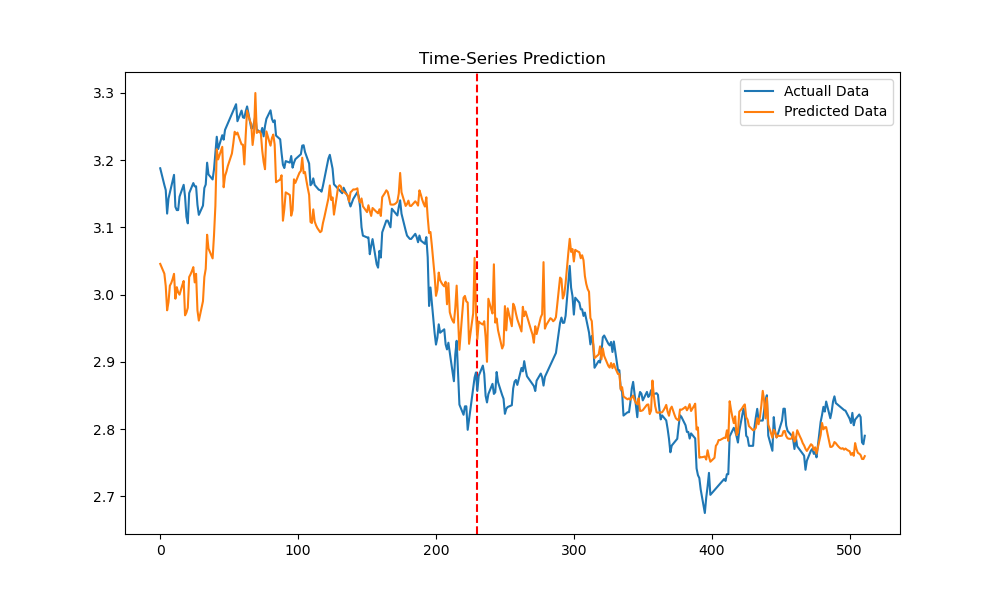 Time-Series Prediction
Actuall Data
Predicted Data
3.3
3.2
3.1
3.0
2.9
2.8
2.7
0 100 200 300 400 500